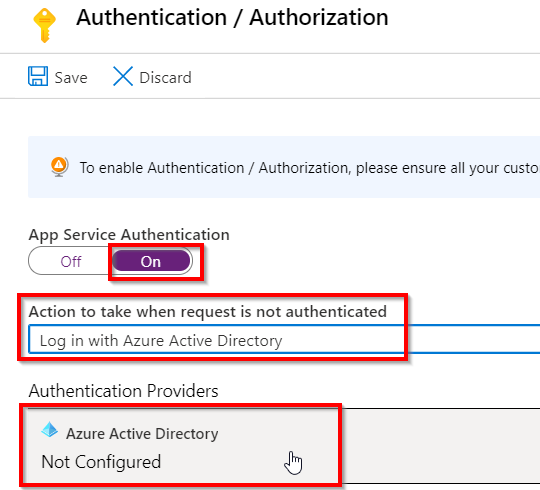 Authentication / Authorization
Save
Discard
To enable Authentication / Authorization, please ensure all your custo
App Service Authentication
Off
On
Action to take when request is not authenticated
Log in with Azure Active Directory
Authentication Providers
Azure Active Directory
Not Configured